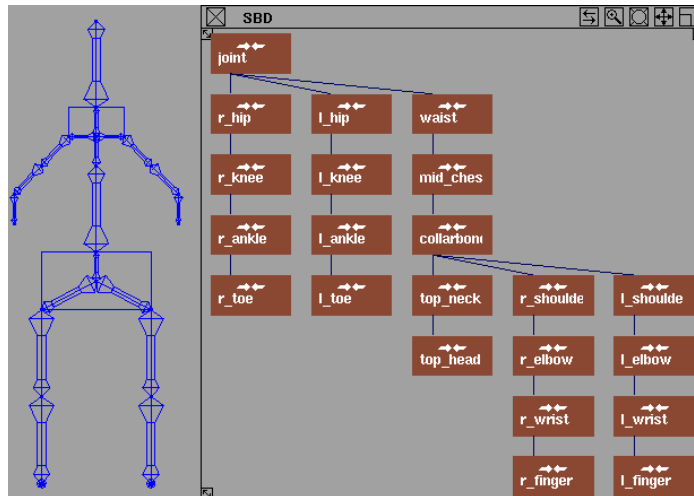 SBD
joint
r_hip l_hip waist
r_knee l_knee mid_ches
r_ankle l_ankle collarbon
r_toe l_toe top_neck r_shoulde l_shoulde
top_head r_elbow l_elbow
r_wrist l_wrist
r_finger l_finger